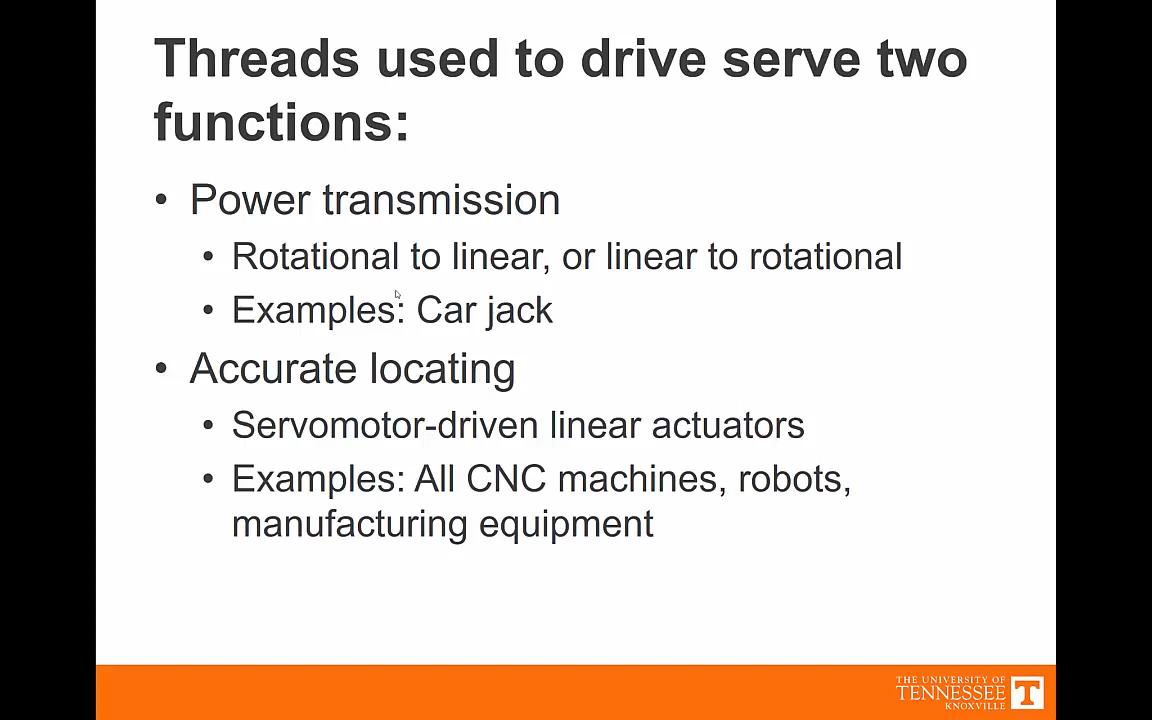 Threads used to drive serve two
functions:
• Power transmission
• Rotational to linear, or linear to rotational
• Examples: Car jack
• Accurate locating
• Servomotor-driven linear actuators
• Examples: All CNC machines, robots,
manufacturing equipment
THE UNIVERSITY OF
TENNESSEE
KNOXVILLE
T